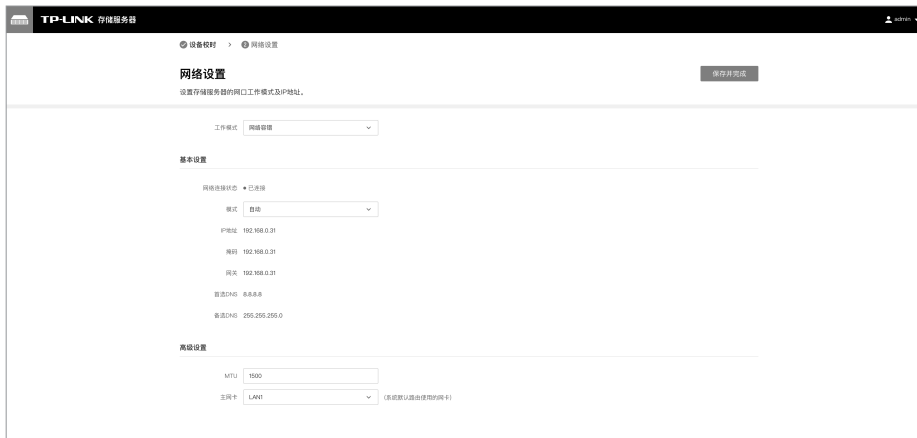 TP-LINK 存储服务器
admin
设备校时 > 2 网络设置
网络设置
保存并完成
设置存储服务器的网口工作模式及IP地址。
工作模式 网络容错
基本设置
网络连接状态 已连接
模式 自动
IP地址 192.168.0.31
掩码 192.168.0.31
网关 192.168.0.31
首选DNS 8.8.8.8
备选DNS 255.255.255.0
高级设置
MTU 1500
主网卡 LAN1 (系统默认路由使用的网卡)